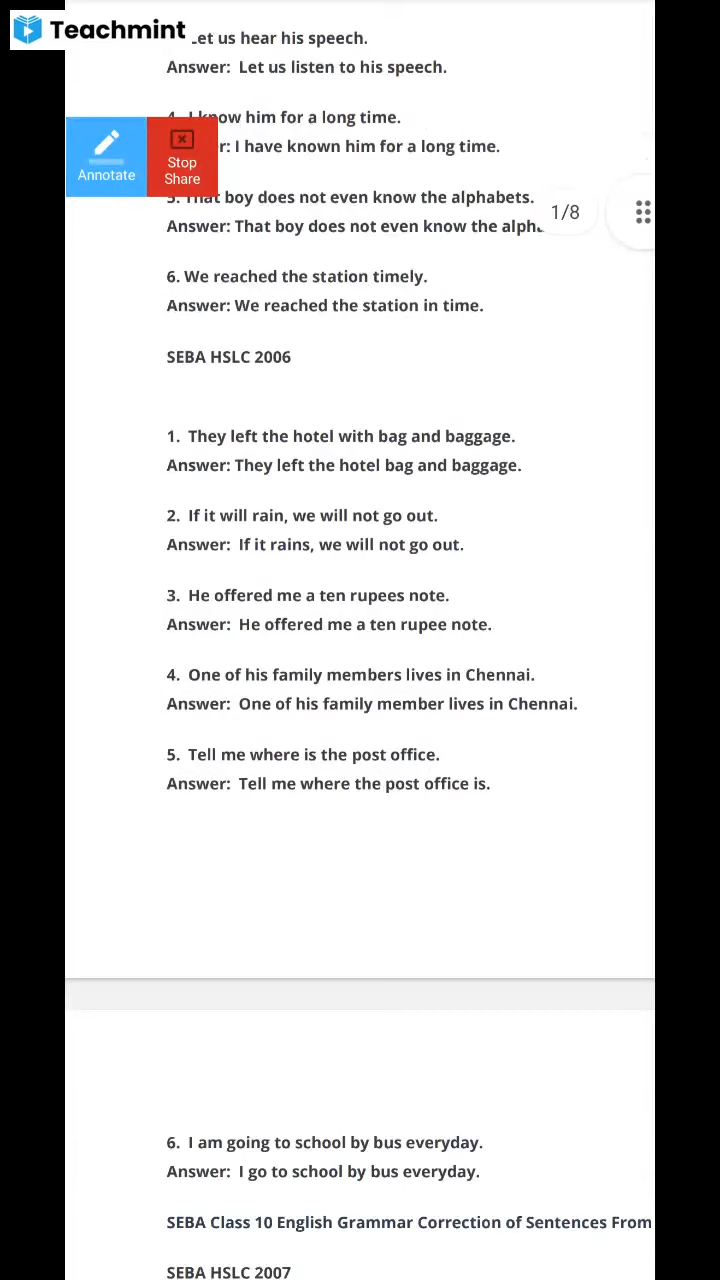 Teachmint
Let us hear his speech.
Answer: Let us listen to his speech.
4. I know him for a long time.
r: I have known him for a long time.
Annotate
Stop
Share
5. That boy does not even know the alphabets.
1/8
Answer: That boy does not even know the
6. We reached the station timely.
Answer: We reached the station in time.
SEBA HSLC 2006
1. They left the hotel with bag and baggage.
Answer: They left the hotel bag and baggage.
2. If it will rain, we will not go out.
Answer: If it rains, we will not go out.
3. He offered me a ten rupees note.
Answer: He offered me a ten rupee note.
4. One of his family members lives in Chennai.
Answer: One of his family member lives in Chennai.
5. Tell me where is the post office.
Answer: Tell me where the post office is.
6. I am going to school by bus everyday.
Answer: I go to school by bus everyday.
SEBA Class 10 English Grammar Correction of Sentences From
SEBA HSLC 2007